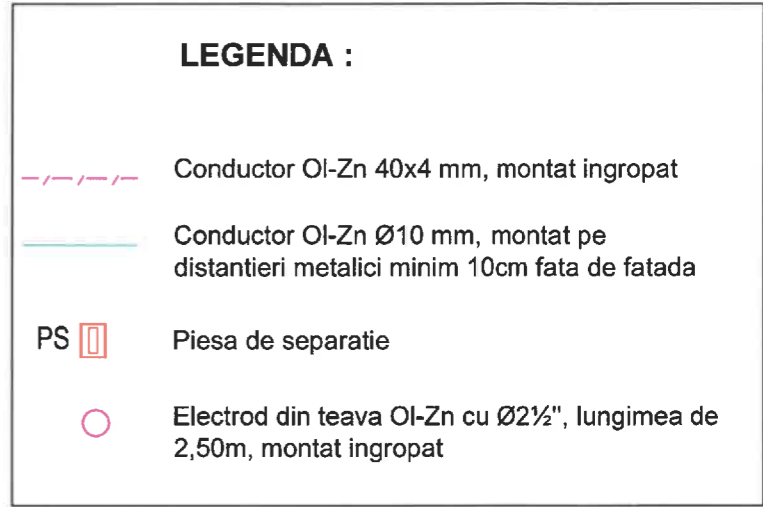 LEGENDA :
Conductor Ol-Zn 40x4 mm, montat ingropat
Conductor Ol-Zn Ø10 mm, montat pe
distantieri metalici minim 10cm fata de fatada
PS Piesa de separatie
Electrod din teava Ol-Zn cu Ø2½", lungimea de
2,50m, montat ingropat